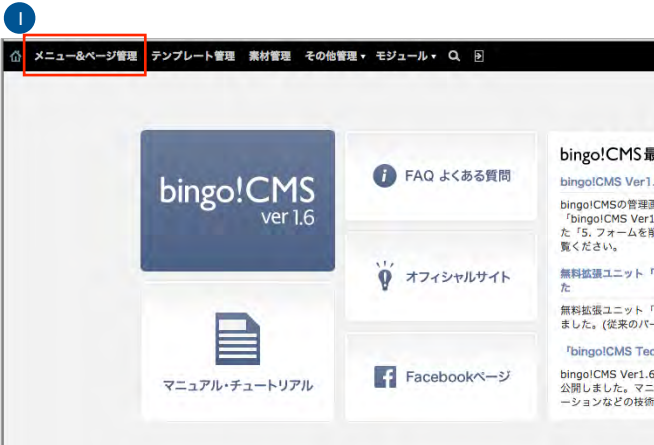 1
メニュー&ページ管理 テンプレート管理 素材管理 その他管理 モジュール
bingo!CMS
ver 1.6
FAQ よくある質問
オフィシャルサイト
マニュアル・チュートリアル
Facebookページ
bingo!CMS最
bingo!CMS Ver1.
bingo!CMSの管理画
「bingo!CMS Ver1
た「5. フォームを削
覧ください。
無料拡張ユニット「
た
無料拡張ユニット「
ました。(従来のバー
「bingo!CMS Tec
bingo!CMS Ver1.6
公開しました。マニ
ーションなどの技術